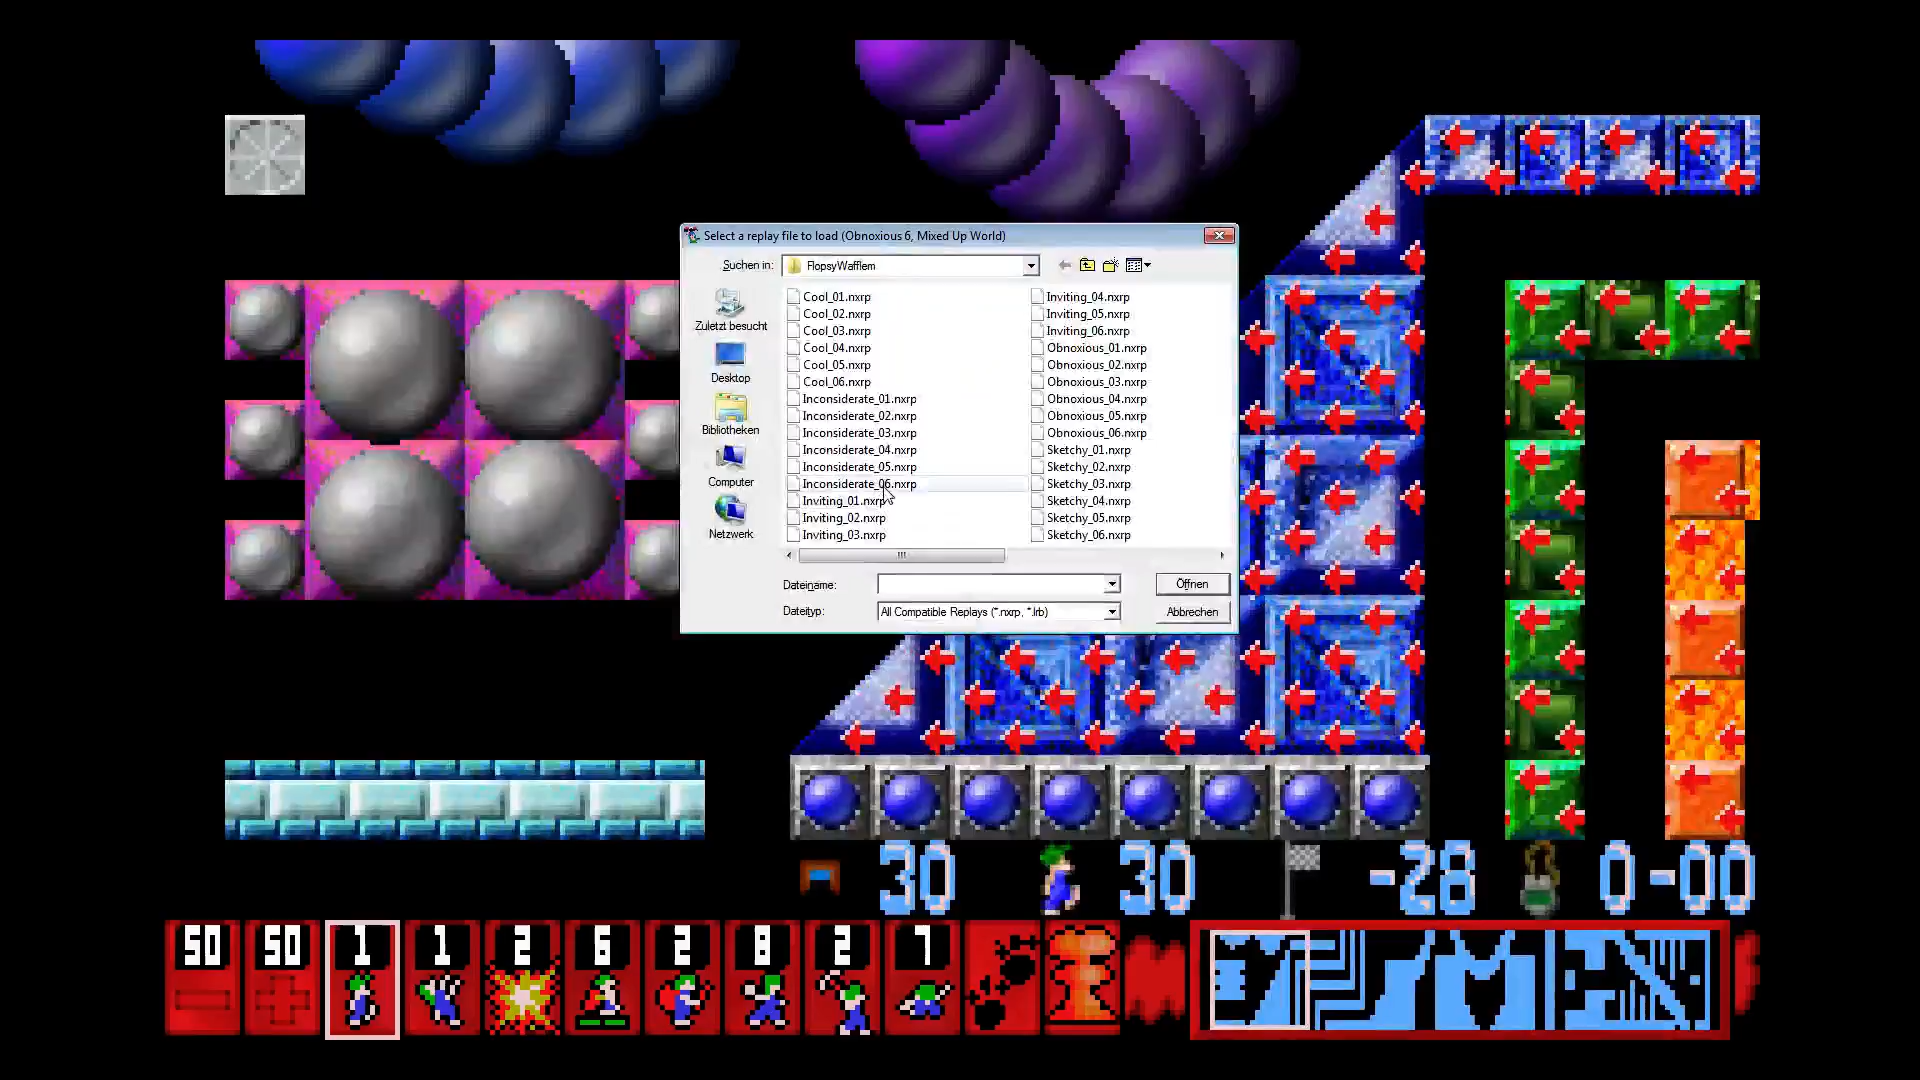 Select a replay file to load (Obnoxious 6, Mixed Up World)
Suchen in:
FlopsyWafflem
Zuletzt besucht
Desktop
Bibliotheken
Computer
Netzwerk
Cool_01.nxrp
Cool_02.nxrp
Cool_03.nxrp
Cool_04.nxrp
Cool_05.nxrp
Cool_06.nxrp
Inconsiderate_01.nxrp
Inconsiderate_02.nxrp
Inconsiderate_03.nxrp
Inconsiderate_04.nxrp
Inconsiderate_05.nxrp
Inconsiderate_06.nxrp
Inviting_01.nxrp
Inviting_02.nxrp
Inviting_03.nxrp
Inviting_04.nxrp
Inviting_05.nxrp
Inviting_06.nxrp
Obnoxious_01.nxrp
Obnoxious_02.nxrp
Obnoxious_03.nxrp
Obnoxious_04.nxrp
Obnoxious_05.nxrp
Obnoxious_06.nxrp
Sketchy_01.nxrp
Sketchy_02.nxrp
Sketchy_03.nxrp
Sketchy_04.nxrp
Sketchy_05.nxrp
Sketchy_06.nxrp
Dateiname:
Öffnen
Dateityp:
All Compatible Replays (*.nxrp, *.lrb)
Abbrechen
30 30 -28 0-00
50 50 1 1 2 6 2 8 2 7